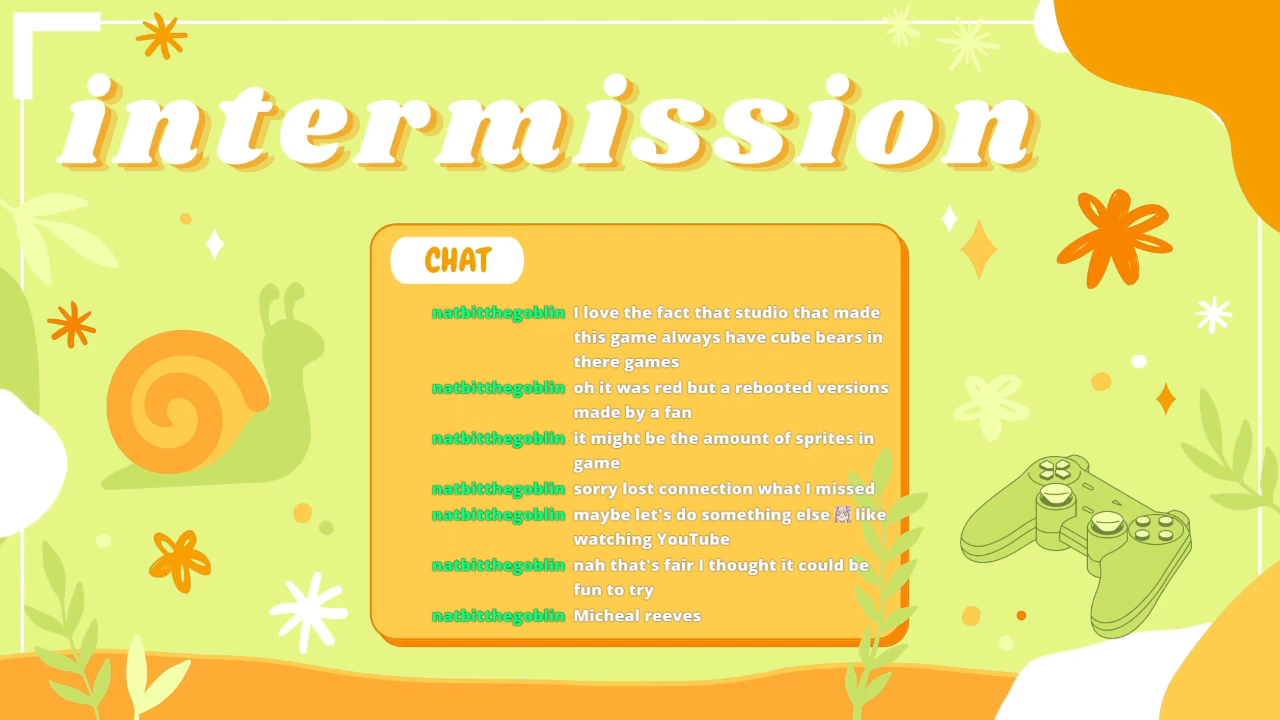 intermission
CHAT
natbitthegoblin I love the fact that studio that made
this game always have cube bears in
there games
natbitthegoblin oh it was red but a rebooted versions
made by a fan
natbitthegoblin it might be the amount of sprites in
game
natbitthegoblin sorry lost connection what I missed
natbitthegoblin maybe let's do something else like
watching YouTube
natbitthegoblin nah that's fair I thought it could be
fun to try
natbitthegoblin Micheal reeves